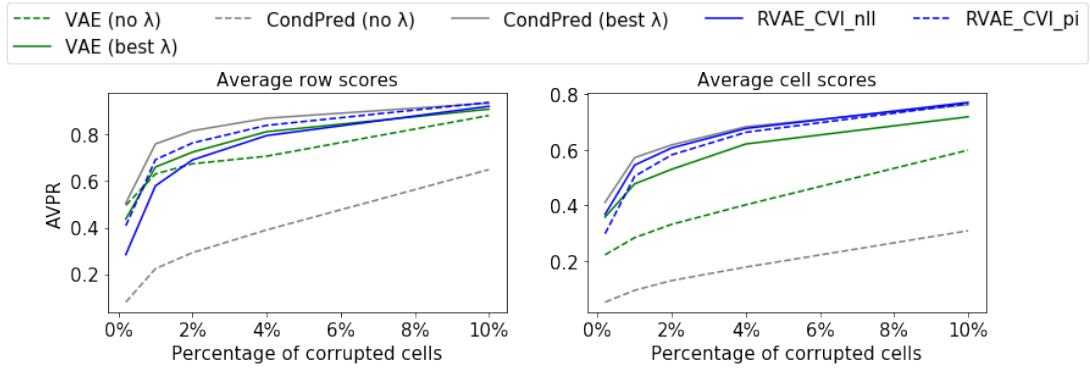 VAE (no λ) CondPred (no λ) CondPred (best λ) RVAE_CVI_nll RVAE_CVI_pi
VAE (best λ)
Average row scores
AVPR
0.8
0.6
0.4
0.2
0% 2% 4% 6% 8% 10%
Percentage of corrupted cells
Average cell scores
0.8
0.6
0.4
0.2
0% 2% 4% 6% 8% 10%
Percentage of corrupted cells